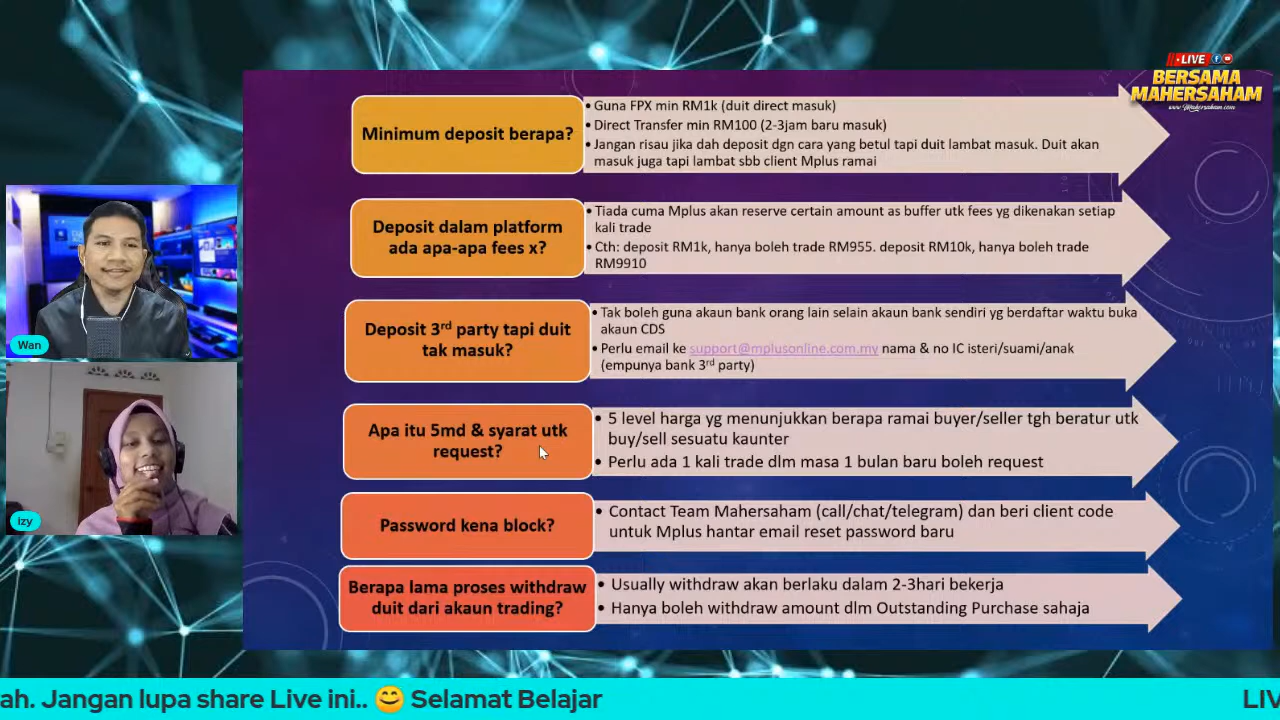 LIVE
BERSAMA
MAHERSAHAM
www.Mahersaham.com
Minimum deposit berapa?
• Guna FPX min RM1k (duit direct masuk)
• Direct Transfer min RM100 (2-3jam baru masuk)
• Jangan risau jika dah deposit dgn cara yang betul tapi duit lambat masuk. Duit akan
masuk juga tapi lambat sbb client Mplus ramai
Deposit dalam platform
ada apa-apa fees x?
• Tiada cuma Mplus akan reserve certain amount as buffer utk fees yg dikenakan setiap
kali trade
• Cth: deposit RM1k, hanya boleh trade RM955. deposit RM10k, hanya boleh trade
RM9910
Deposit 3rd party tapi duit
tak masuk?
• Tak boleh guna akaun bank orang lain selain akaun bank sendiri yg berdaftar waktu buka
akaun CDS
• Perlu email ke support@mplusonline.com.my nama & no IC isteri/suami/anak
(empunya bank 3rd party)
Apa itu 5md & syarat utk
request?
• 5 level harga yg menunjukkan berapa ramai buyer/seller tgh beratur utk
buy/sell sesuatu kaunter
• Perlu ada 1 kali trade dlm masa 1 bulan baru boleh request
Password kena block?
• Contact Team Mahersaham (call/chat/telegram) dan beri client code
untuk Mplus hantar email reset password baru
Berapa lama proses withdraw
duit dari akaun trading?
• Usually withdraw akan berlaku dalam 2-3hari bekerja
• Hanya boleh withdraw amount dlm Outstanding Purchase sahaja
Wan
izy
ah. Jangan lupa share Live ini.. 😊 Selamat Belajar
LIV